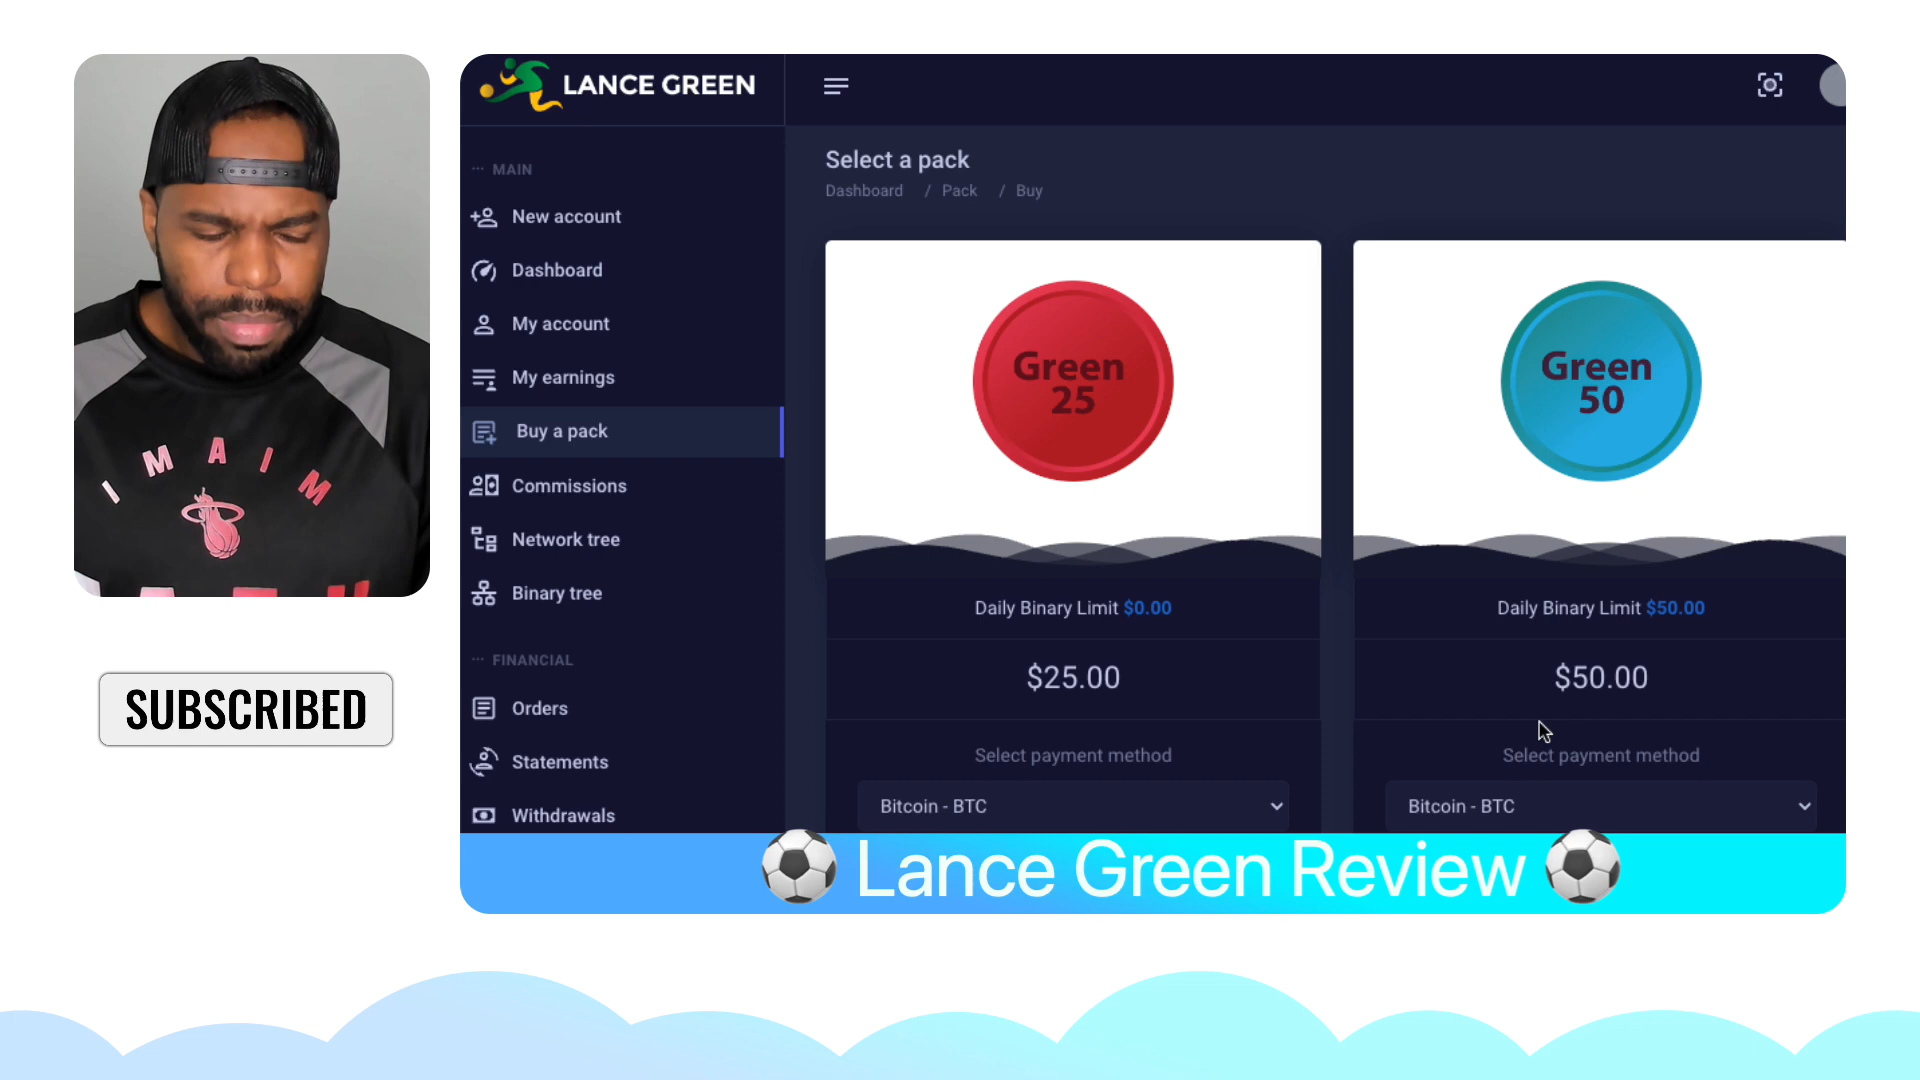 LANCE GREEN
Select a pack
Dashboard / Pack / Buy
··· MAIN
New account
Dashboard
My account
My earnings
Buy a pack
Commissions
Network tree
Binary tree
··· FINANCIAL
Orders
Statements
Withdrawals
Green
25
Daily Binary Limit $0.00
$25.00
Select payment method
Bitcoin - BTC
Green
50
Daily Binary Limit $50.00
$50.00
Select payment method
Bitcoin - BTC
I M A I M
SUBSCRIBED
Lance Green Review